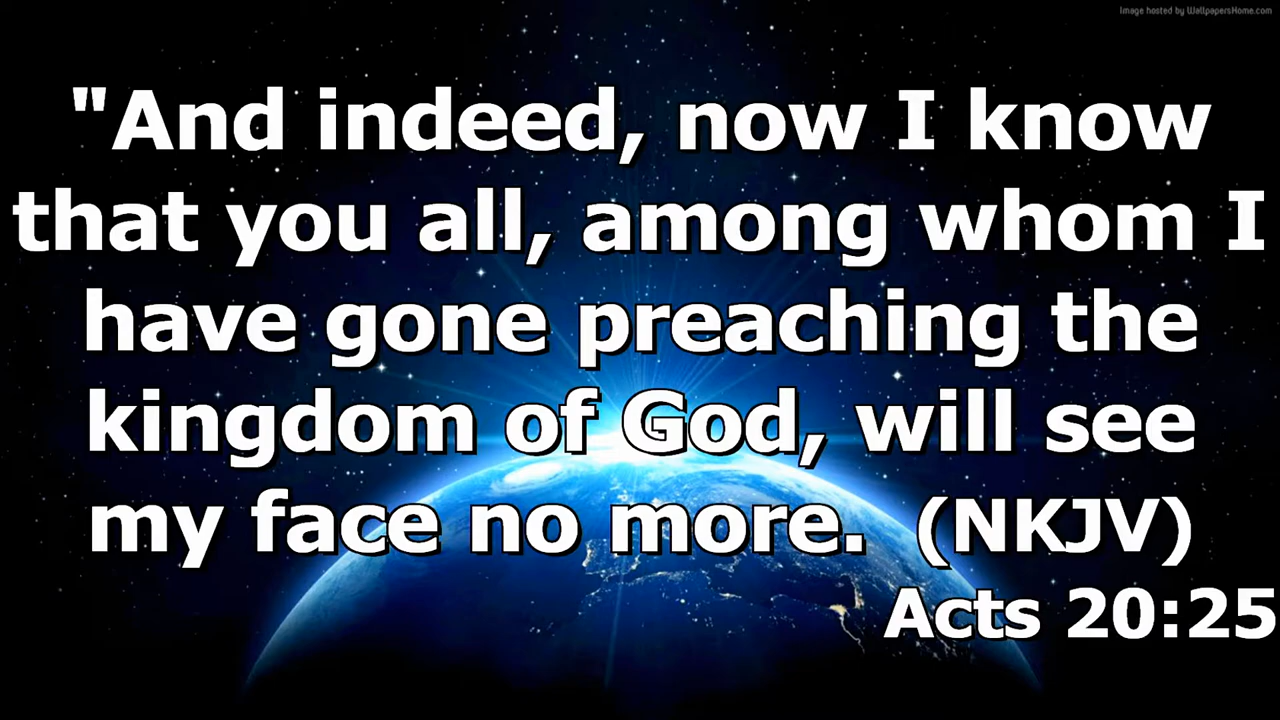 Image hosted by WallpapersHome.com
"And indeed, now I know
that you all, among whom I
have gone preaching the
kingdom of God, will see
my face no more. (NKJV)
Acts 20:25